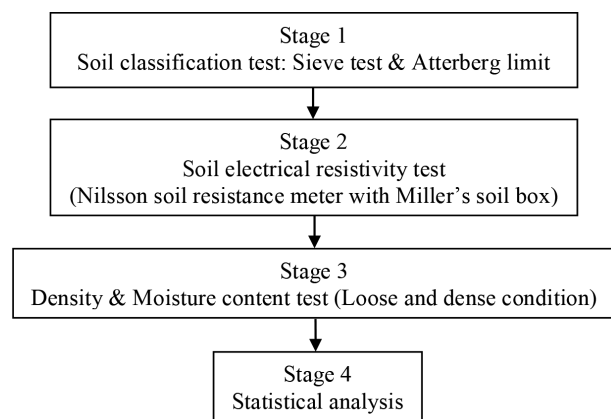 Stage 1
Soil classification test: Sieve test & Atterberg limit
Stage 2
Soil electrical resistivity test
(Nilsson soil resistance meter with Miller’s soil box)
Stage 3
Density & Moisture content test (Loose and dense condition)
Stage 4
Statistical analysis